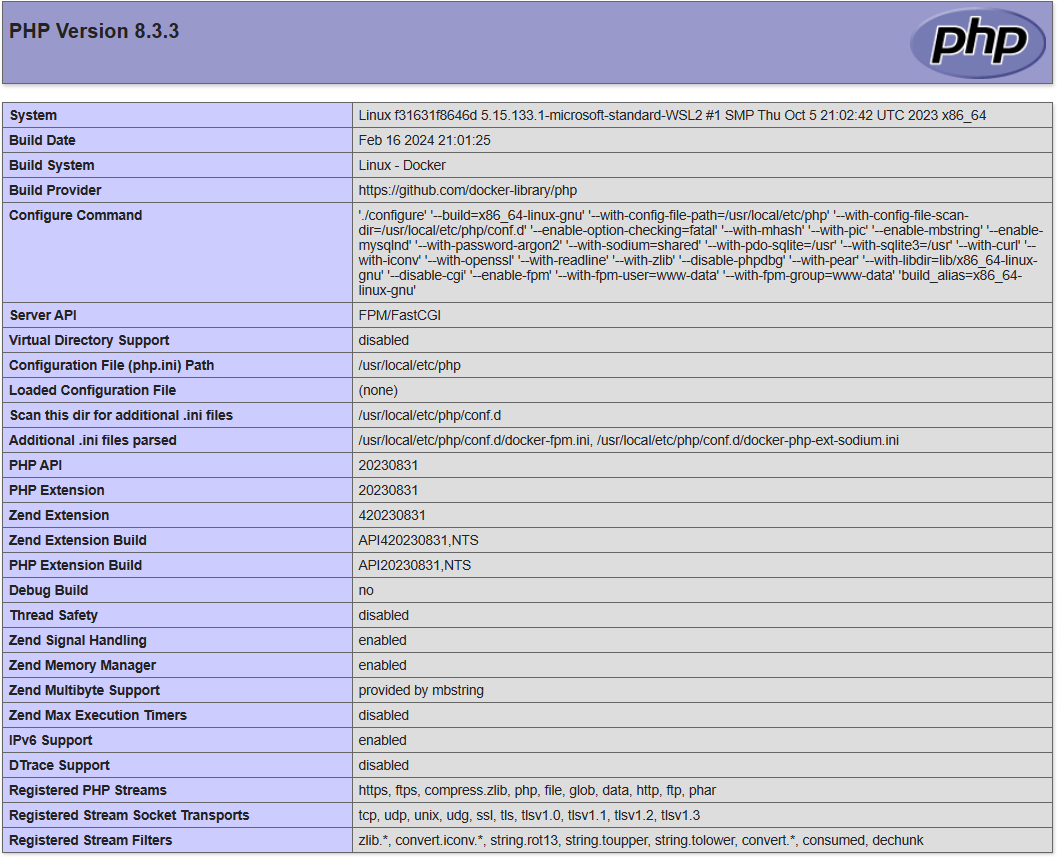 PHP Version 8.3.3
php
System Linux f31631f8646d 5.15.133.1-microsoft-standard-WSL2 #1 SMP Thu Oct 5 21:02:42 UTC 2023 x86_64
Build Date Feb 16 2024 21:01:25
Build System Linux - Docker
Build Provider https://github.com/docker-library/php
Configure Command './configure' '--build=x86_64-linux-gnu' '--with-config-file-path=/usr/local/etc/php' '--with-config-file-scan-
dir=/usr/local/etc/php/conf.d' '--enable-option-checking=fatal' '--with-mhash' '--with-pic' '--enable-mbstring' '--enable-
mysqlnd' '--with-password-argon2' '--with-sodium=shared' '--with-pdo-sqlite=/usr' '--with-sqlite3=/usr' '--with-curl' '--
with-iconv' '--with-openssl' '--with-readline' '--with-zlib' '--disable-phpdbg' '--with-pear' '--with-libdir=lib/x86_64-linux-
gnu' '--disable-cgi' '--enable-fpm' '--with-fpm-user=www-data' '--with-fpm-group=www-data' 'build_alias=x86_64-
linux-gnu'
Server API FPM/FastCGI
Virtual Directory Support disabled
Configuration File (php.ini) Path /usr/local/etc/php
Loaded Configuration File (none)
Scan this dir for additional .ini files /usr/local/etc/php/conf.d
Additional .ini files parsed /usr/local/etc/php/conf.d/docker-fpm.ini, /usr/local/etc/php/conf.d/docker-php-ext-sodium.ini
PHP API 20230831
PHP Extension 20230831
Zend Extension 420230831
Zend Extension Build API420230831,NTS
PHP Extension Build API20230831,NTS
Debug Build no
Thread Safety disabled
Zend Signal Handling enabled
Zend Memory Manager enabled
Zend Multibyte Support provided by mbstring
Zend Max Execution Timers disabled
IPv6 Support enabled
DTrace Support disabled
Registered PHP Streams https, ftps, compress.zlib, php, file, glob, data, http, ftp, phar
Registered Stream Socket Transports tcp, udp, unix, udg, ssl, tls, tlsv1.0, tlsv1.1, tlsv1.2, tlsv1.3
Registered Stream Filters zlib.*, convert.iconv.*, string.rot13, string.toupper, string.tolower, convert.*, consumed, dechunk